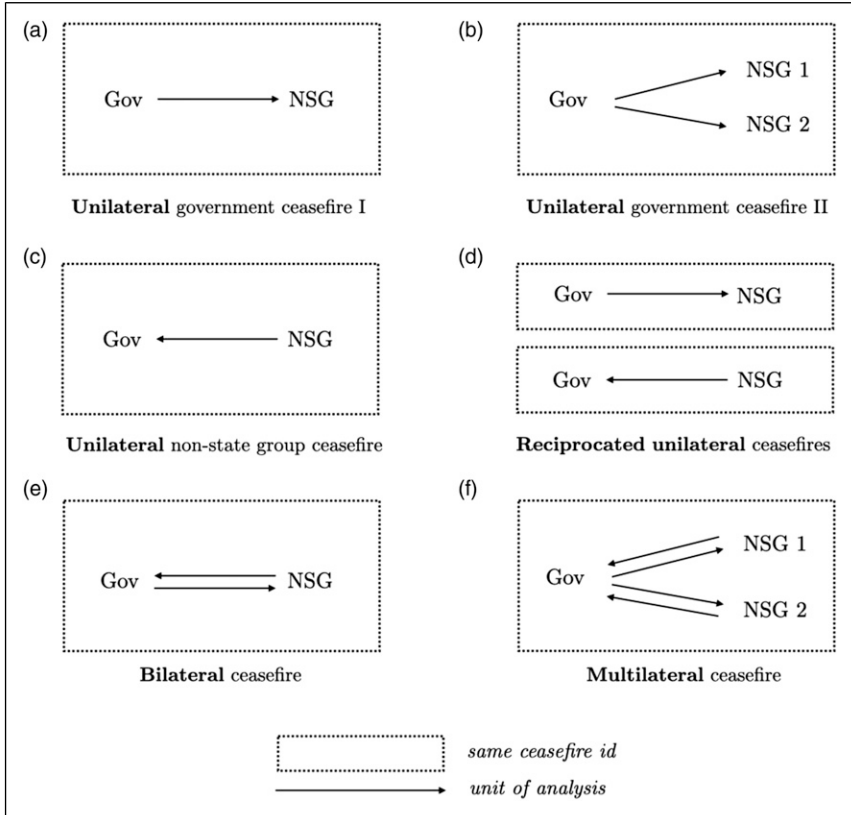 (a)
Gov NSG
Unilateral government ceasefire I
(b)
Gov
NSG 1
NSG 2
Unilateral government ceasefire II
(c)
Gov NSG
Unilateral non-state group ceasefire
(d)
Gov NSG
Gov NSG
Reciprocated unilateral ceasefires
(e)
Gov NSG
Bilateral ceasefire
(f)
Gov
NSG 1
NSG 2
Multilateral ceasefire
same ceasefire id
unit of analysis